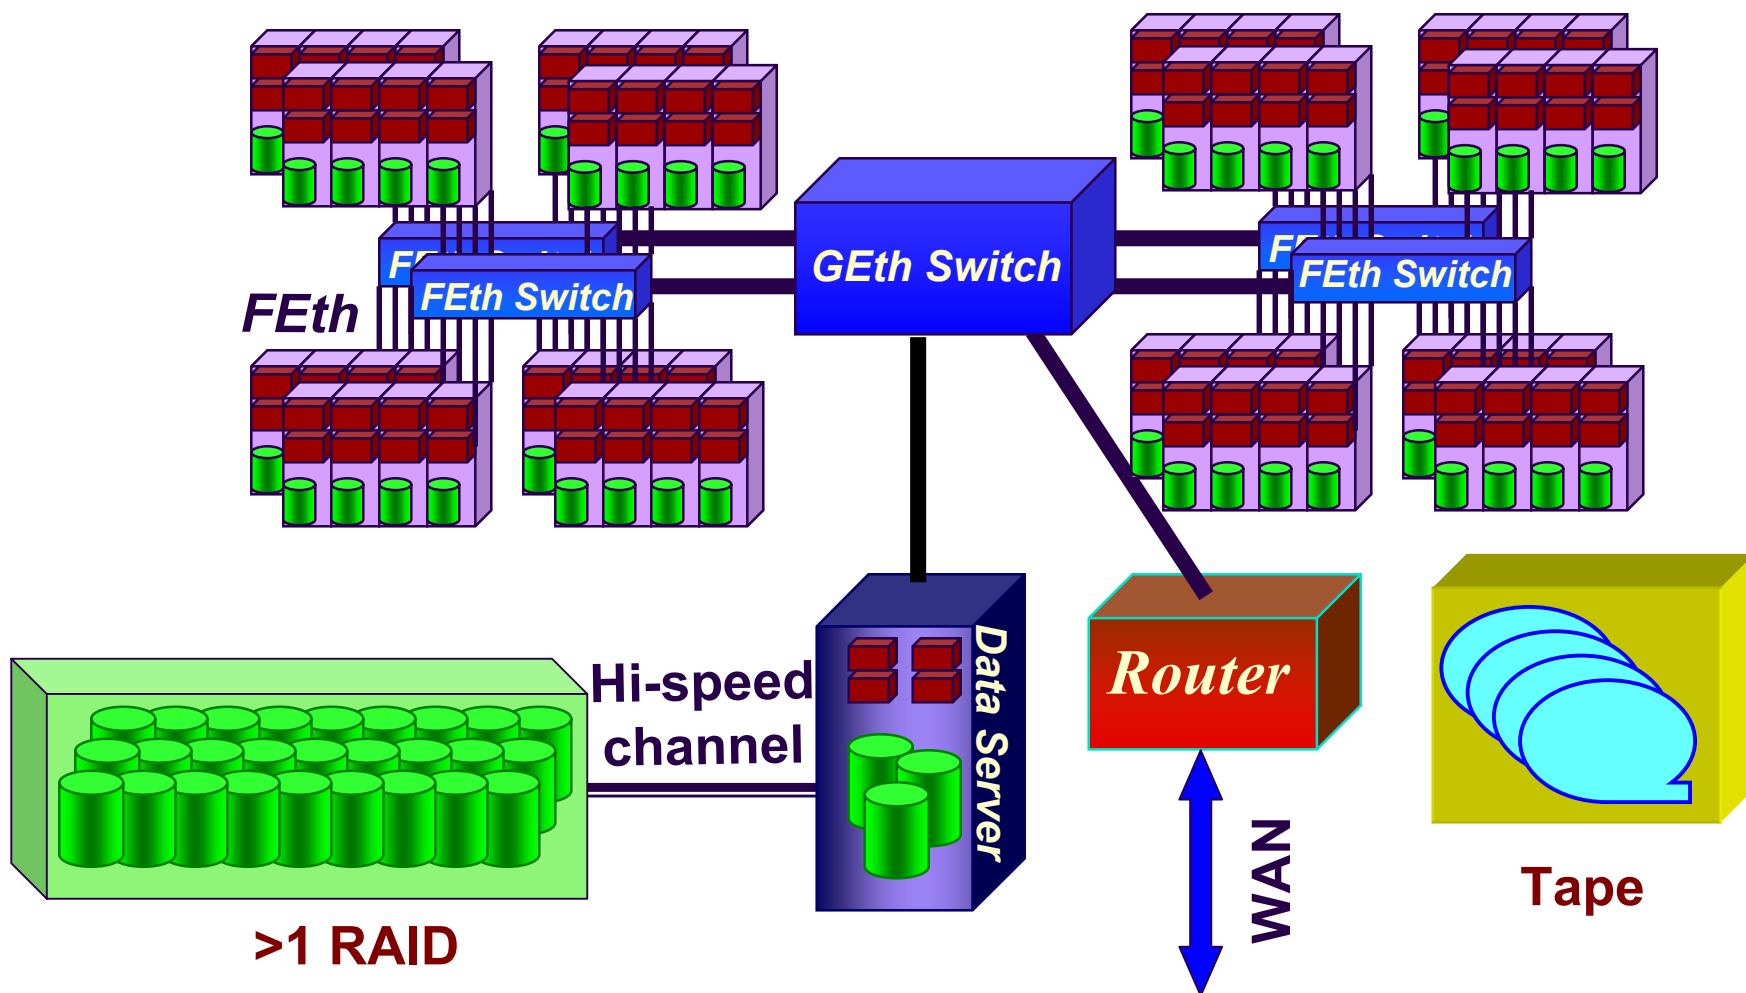 GEth Switch
FEth Switch
FEth Switch
FEth
Hi-speed
channel
Data Server
Router
WAN
Tape
>1 RAID